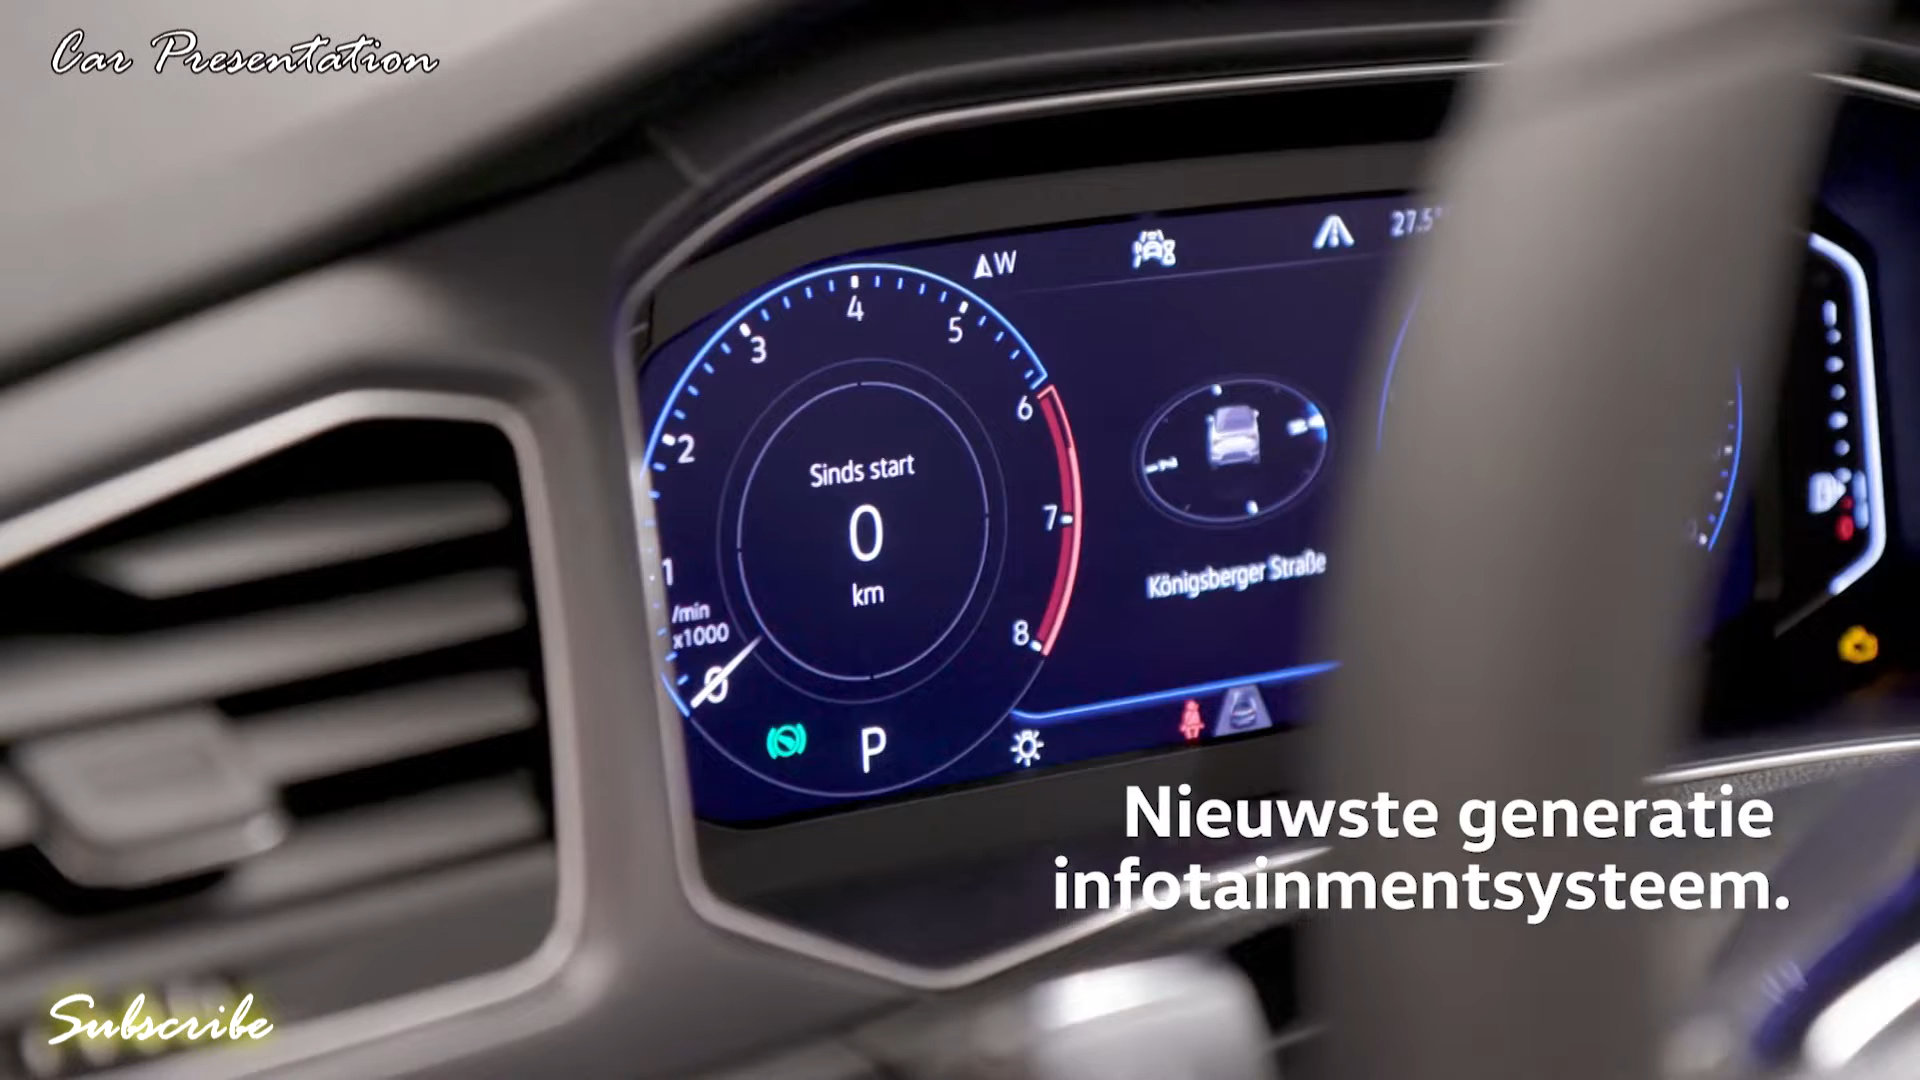 Car Presentation
W
27.5°
4
5
3
6
2
Sinds start
0
7
km
Königsberger Straße
1
/min
x1000
8
0
P
Nieuwste generatie
infotainmentsysteem.
Subscribe